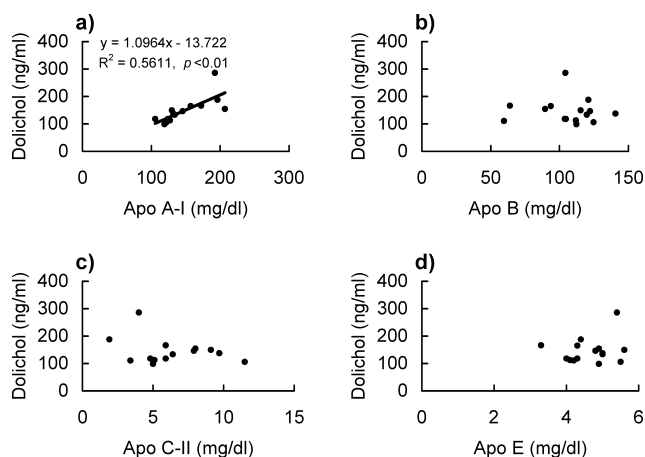 a)
y = 1.0964x - 13.722
R² = 0.5611, p <0.01
Dolichol (ng/ml)
400
300
200
100
0
0 100 200 300
Apo A-I (mg/dl)
b)
Dolichol (ng/ml)
400
300
200
100
0
0 50 100 150
Apo B (mg/dl)
c)
Dolichol (ng/ml)
400
300
200
100
0
0 5 10 15
Apo C-II (mg/dl)
d)
Dolichol (ng/ml)
400
300
200
100
0
0 2 4 6
Apo E (mg/dl)